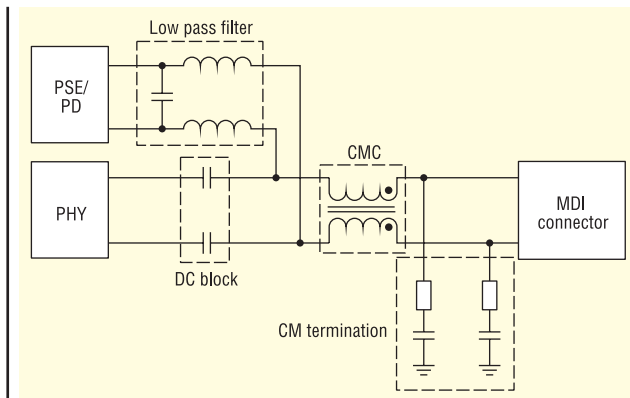 Low pass filter
PSE/
PD
CMC
PHY
MDI
connector
DC block
CM termination